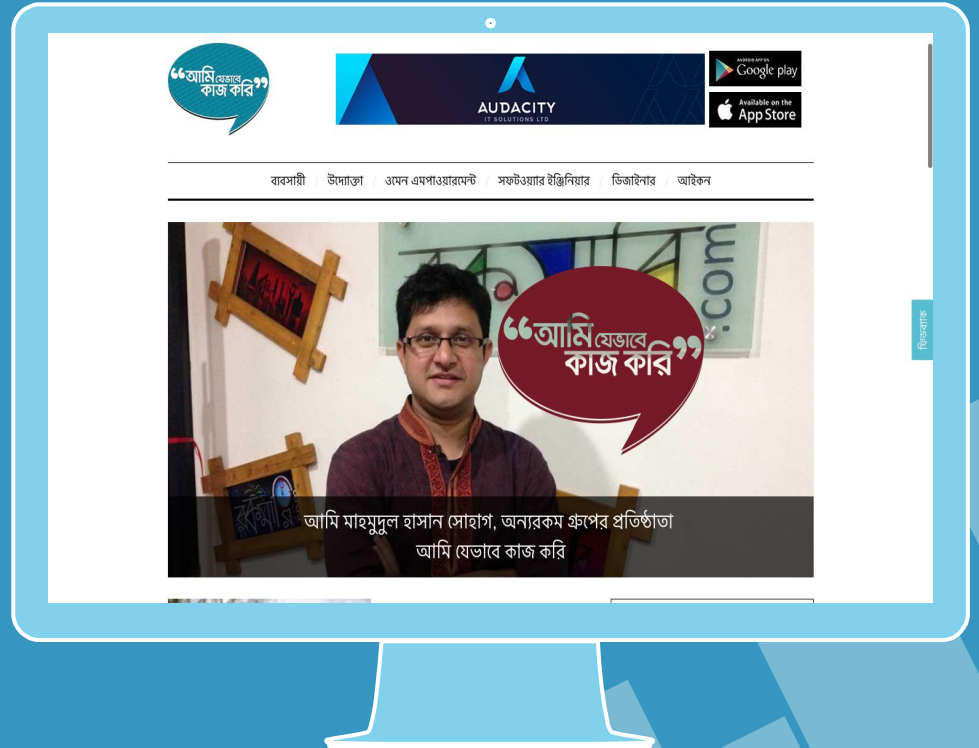 “আমি যেভাবে
কাজ করি”
AUDACITY
IT SOLUTIONS LTD
ANDROID APP ON
Google play
Available on the
App Store
ব্যবসায়ী / উদ্যোক্তা / ওমেন এমপাওয়ারমেন্ট / সফটওয়্যার ইঞ্জিনিয়ার / ডিজাইনার / আইকন
.com
“আমি যেভাবে
কাজ করি”
ফিডব্যাক
আমি মাহমুদুল হাসান সোহাগ, অন্যরকম গ্রুপের প্রতিষ্ঠাতা
আমি যেভাবে কাজ করি